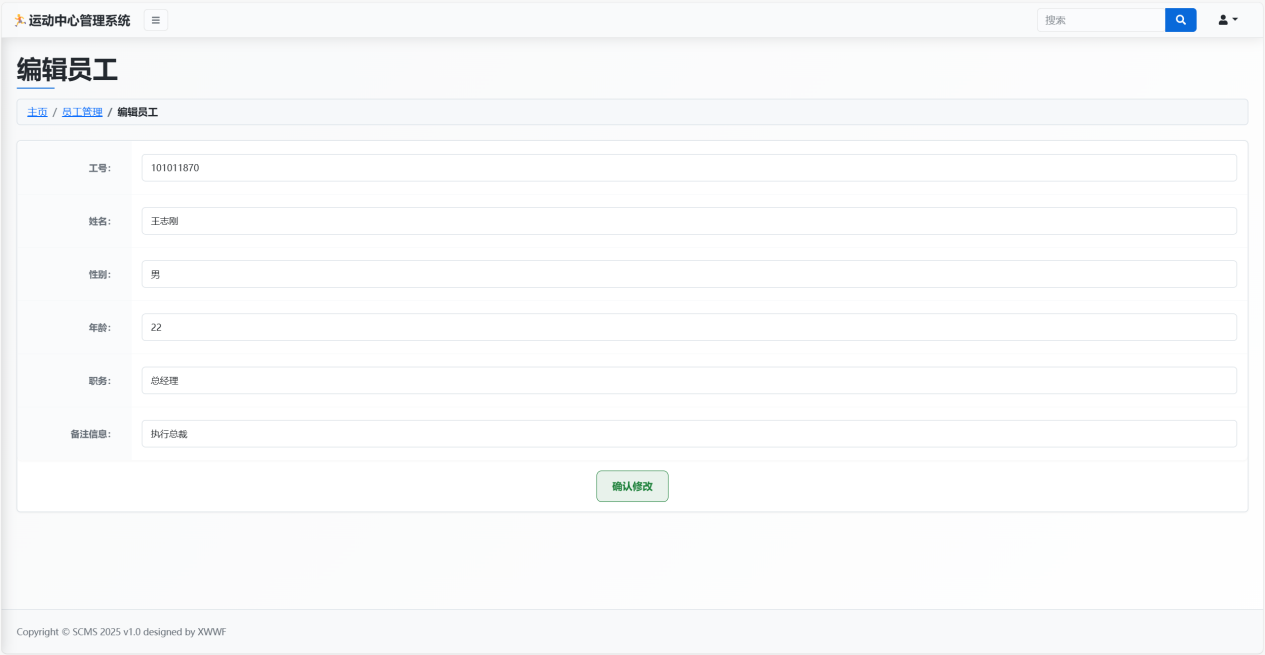 运动中心管理系统
搜索
编辑员工
主页 / 员工管理 / 编辑员工
工号: 101011870
姓名: 王志刚
性别: 男
年龄: 22
职务: 总经理
备注信息: 执行总裁
确认修改
Copyright © SCMS 2025 v1.0 designed by XWWF